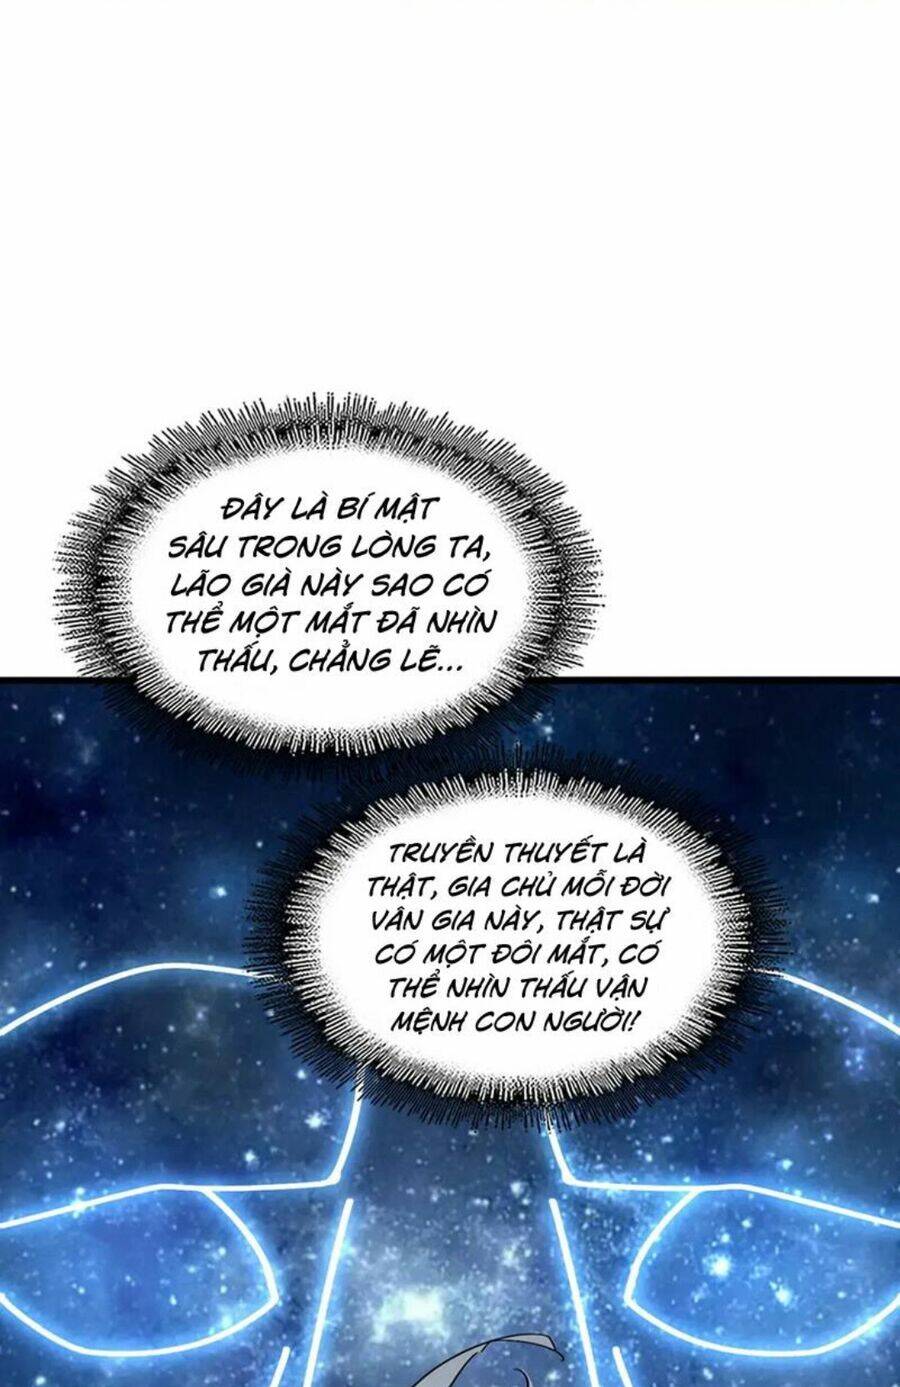 ĐÂY LÀ BÍ MẬT
SÂU TRONG LÒNG TA,
LÃO GIÀ NÀY SAO CÓ
THỂ MỘT MẮT ĐÃ NHÌN
THẤU, CHẲNG LẼ...
TRUYỀN THUYẾT LÀ
THẬT, GIA CHỦ MỖI ĐỜI
VÂN GIA NÀY, THẬT SỰ
CÓ MỘT ĐÔI MẮT, CÓ
THỂ NHÌN THẤU VẬN
MỆNH CON NGƯỜI!